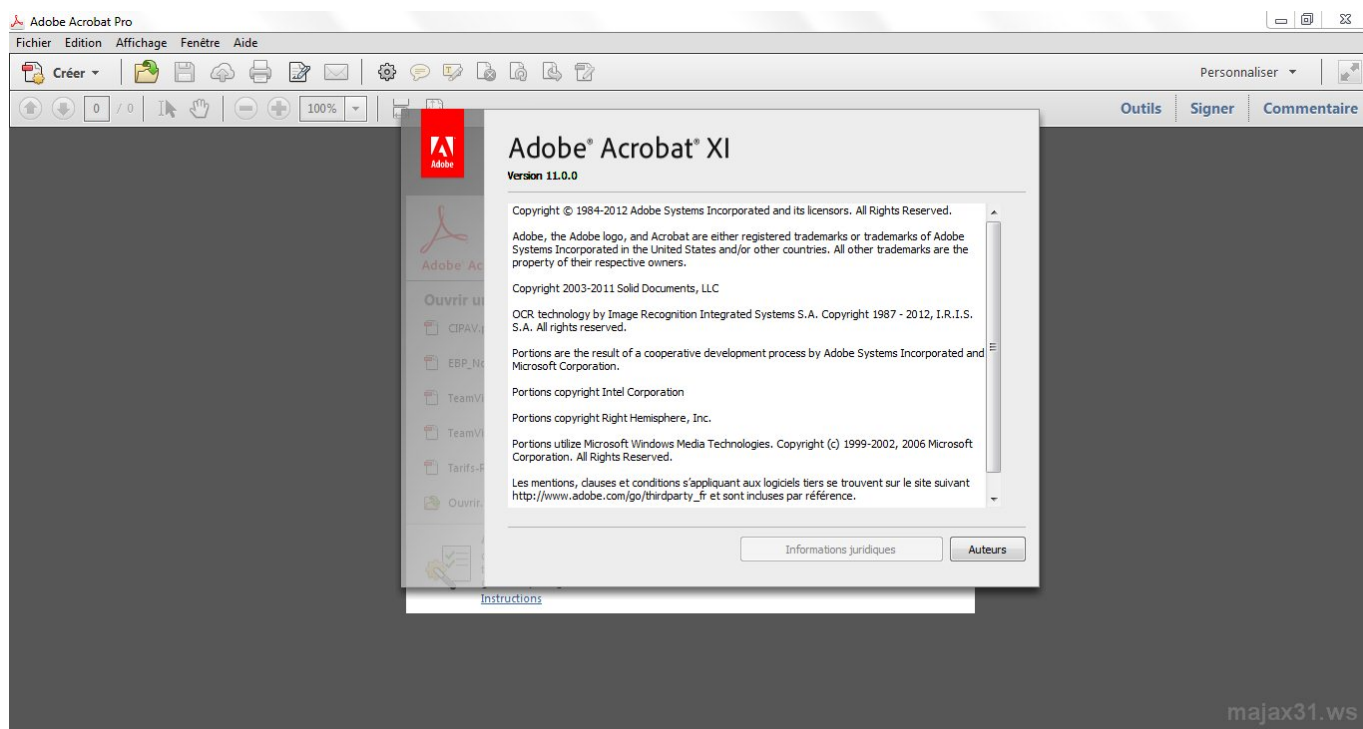 Adobe Acrobat Pro
Fichier Edition Affichage Fenêtre Aide
Créer Personnaliser
0 / 0 100% Outils Signer Commentaire
Adobe
Adobe® Acrobat® XI
Version 11.0.0
Copyright © 1984-2012 Adobe Systems Incorporated and its licensors. All Rights Reserved.
Adobe, the Adobe logo, and Acrobat are either registered trademarks or trademarks of Adobe
Systems Incorporated in the United States and/or other countries. All other trademarks are the
property of their respective owners.
Copyright 2003-2011 Solid Documents, LLC
OCR technology by Image Recognition Integrated Systems S.A. Copyright 1987 - 2012, I.R.I.S.
S.A. All rights reserved.
Portions are the result of a cooperative development process by Adobe Systems Incorporated and
Microsoft Corporation.
Portions copyright Intel Corporation
Portions copyright Right Hemisphere, Inc.
Portions utilize Microsoft Windows Media Technologies. Copyright (c) 1999-2002, 2006 Microsoft
Corporation. All Rights Reserved.
Les mentions, clauses et conditions s'appliquant aux logiciels tiers se trouvent sur le site suivant
http://www.adobe.com/go/thirdparty_fr et sont incluses par référence.
Informations juridiques Auteurs
Adobe Ac
Ouvrir u
CIPAV.
EBP_No
TeamVi
TeamVi
Tarifs-
Ouvrir.
Instructions
majax31.ws